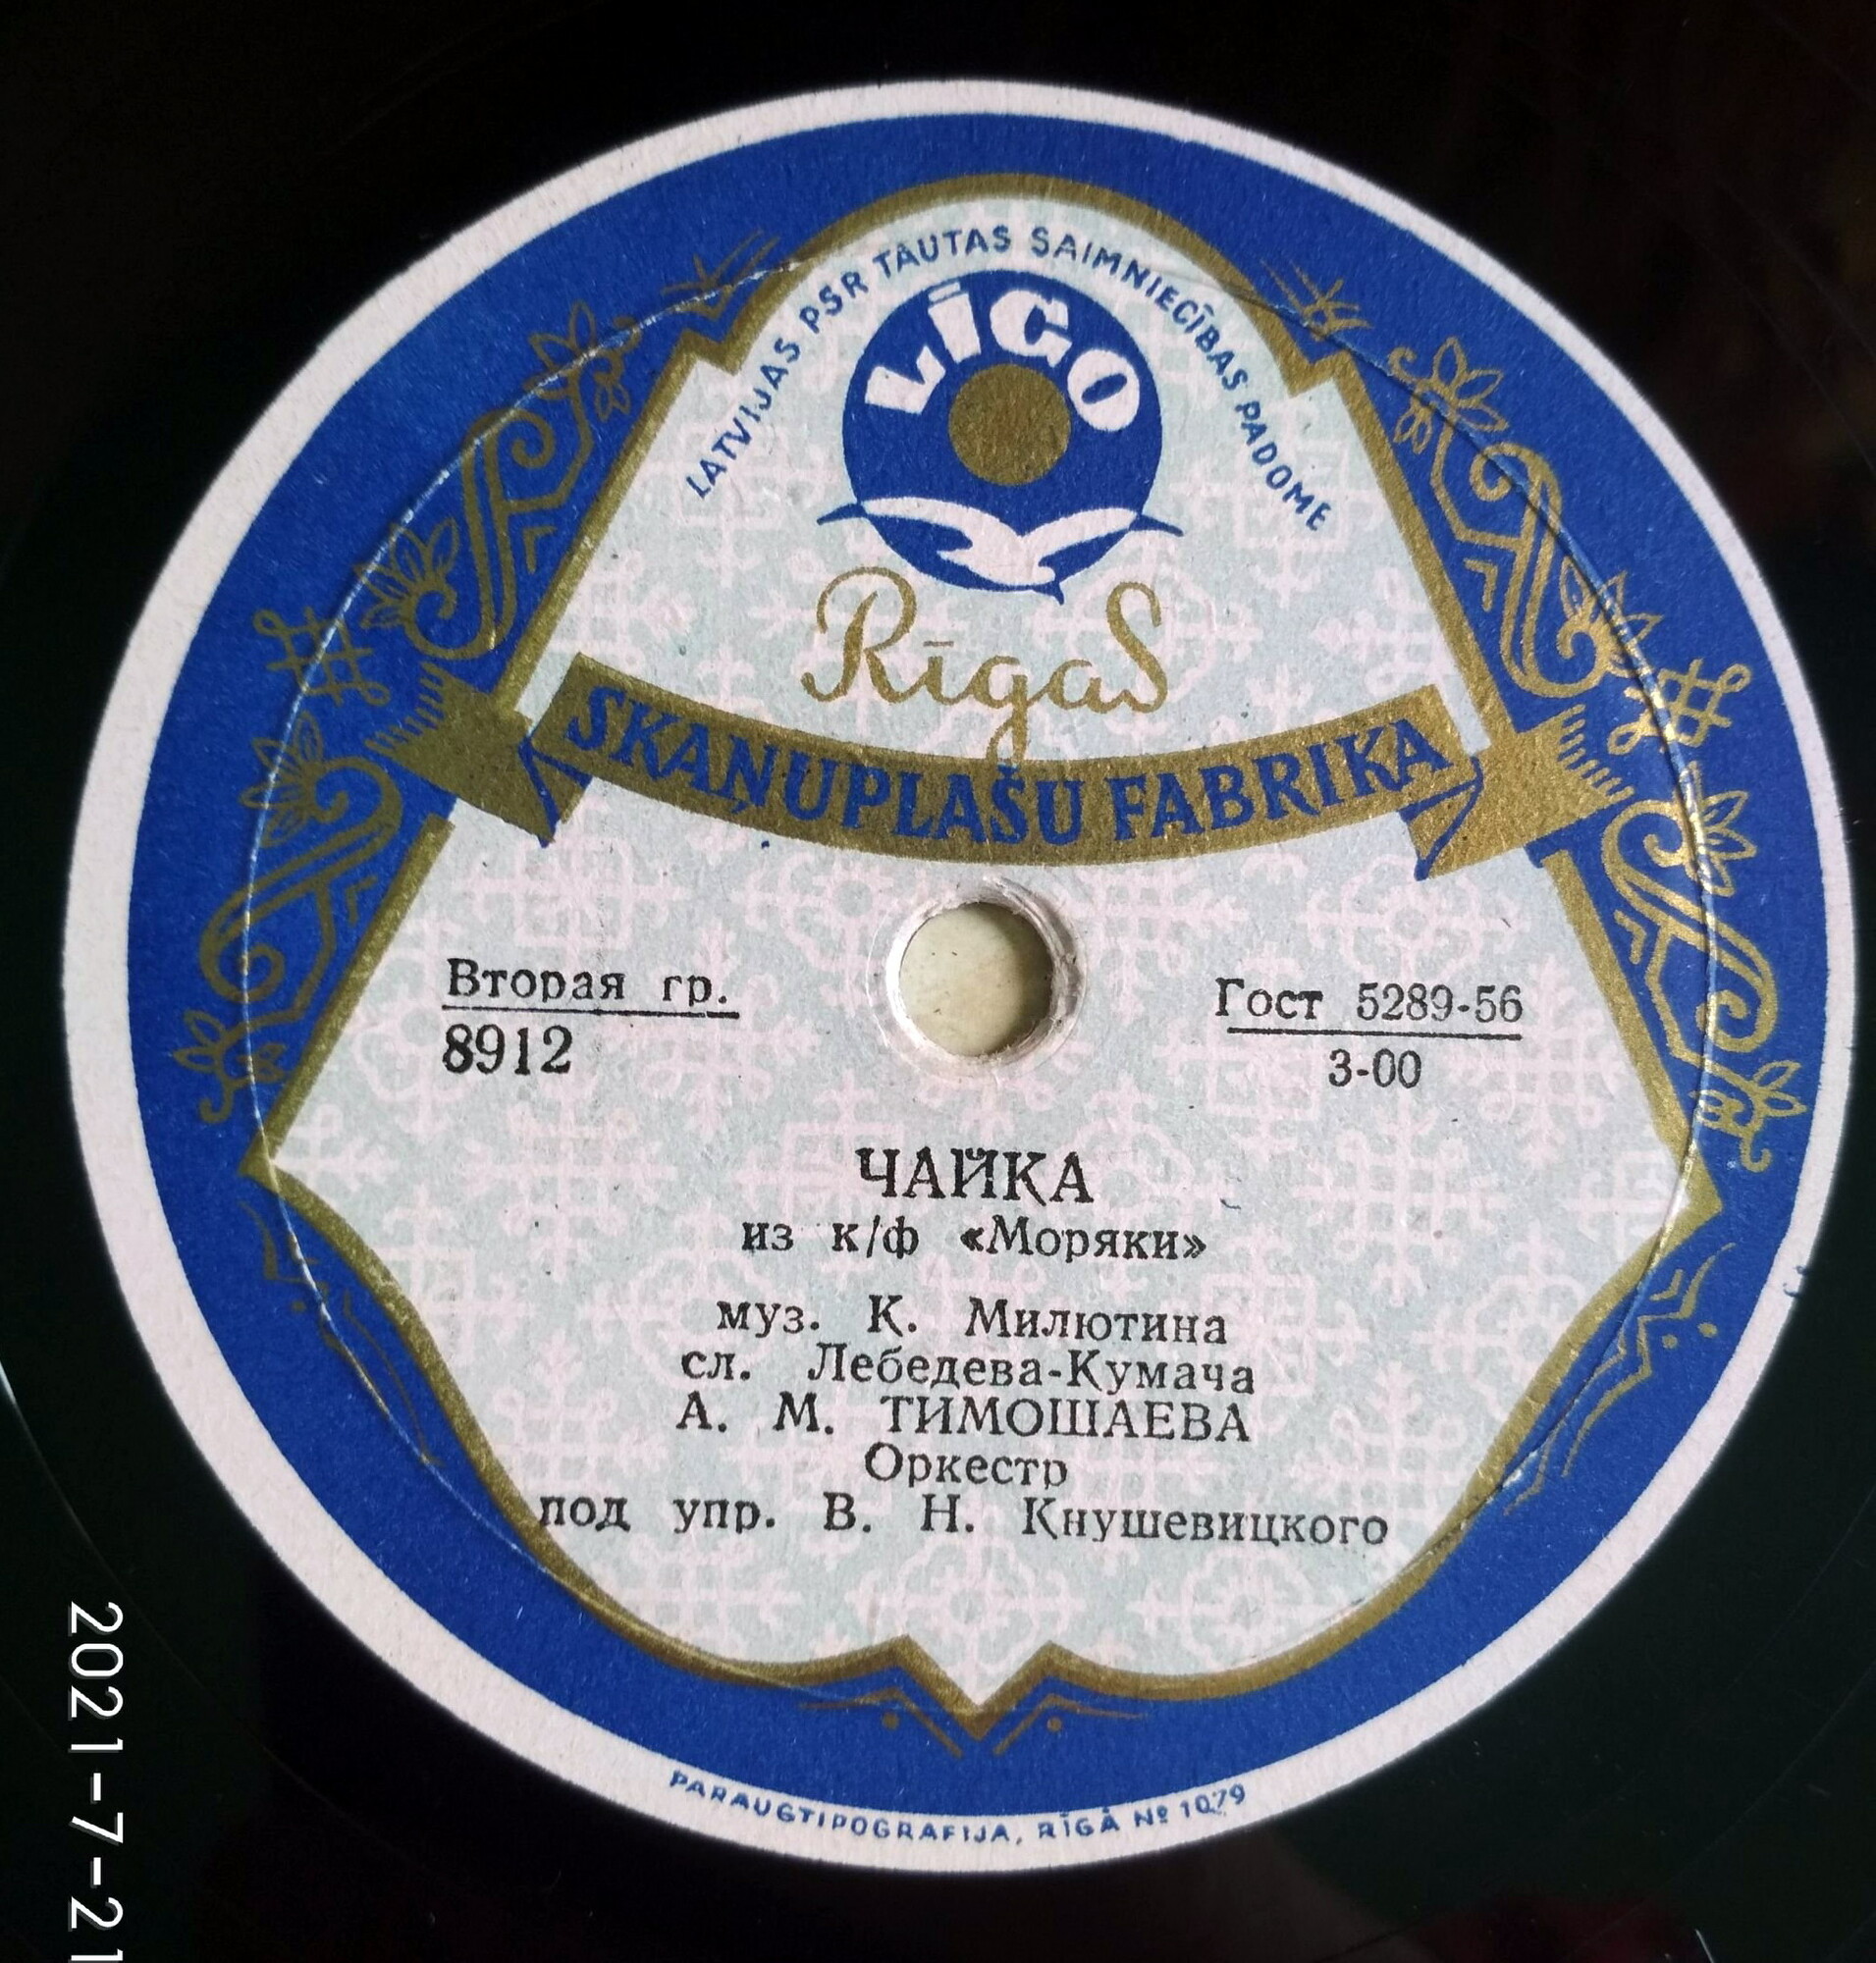 LATVIJAS PSR TAUTAS SAIMNIECĪBAS PADOME
LĪGO
Rīgas
SKAŅUPLAŠU FABRIKA
Вторая гр.
8912
Гост 5289-56
3-00
ЧАЙКА
из к/ф «Моряки»
муз. К. Милютина
сл. Лебедева-Кумача
А. М. ТИМОШАЕВА
Оркестр
под упр. В. Н. Кнушевицкого
PARAUGTIPOGRAFIJA, RĪGĀ № 1079
2021-7-21